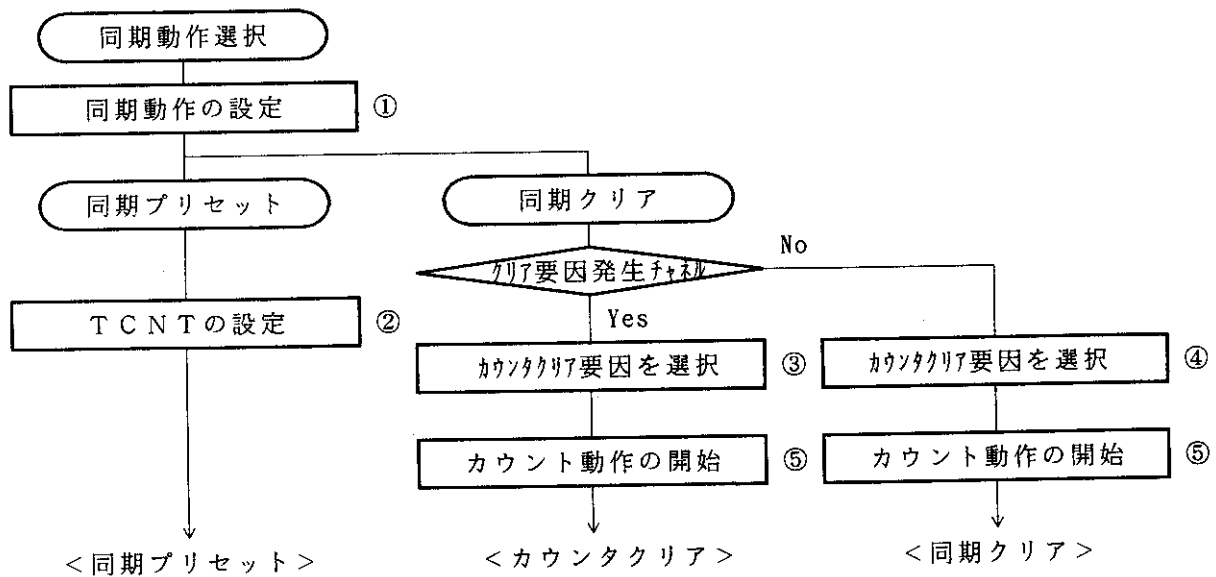 同期動作選択
同期動作の設定 ①
同期プリセット
同期クリア
クリア要因発生チャネル
No
Yes
TCNTの設定 ②
カウンタクリア要因を選択 ③
カウンタクリア要因を選択 ④
カウント動作の開始 ⑤
カウント動作の開始 ⑤
<同期プリセット>
<カウンタクリア>
<同期クリア>